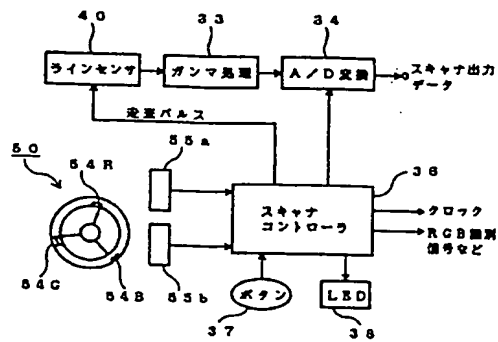 40
33
34
ラインセンサ
ガンマ処理
A/D変換
スキャナ出力
データ
走査パルス
55a
50
54R
36
スキャナ
コントローラ
クロック
RGB識別
信号など
54G
54B
55b
ボタン
LED
37
38